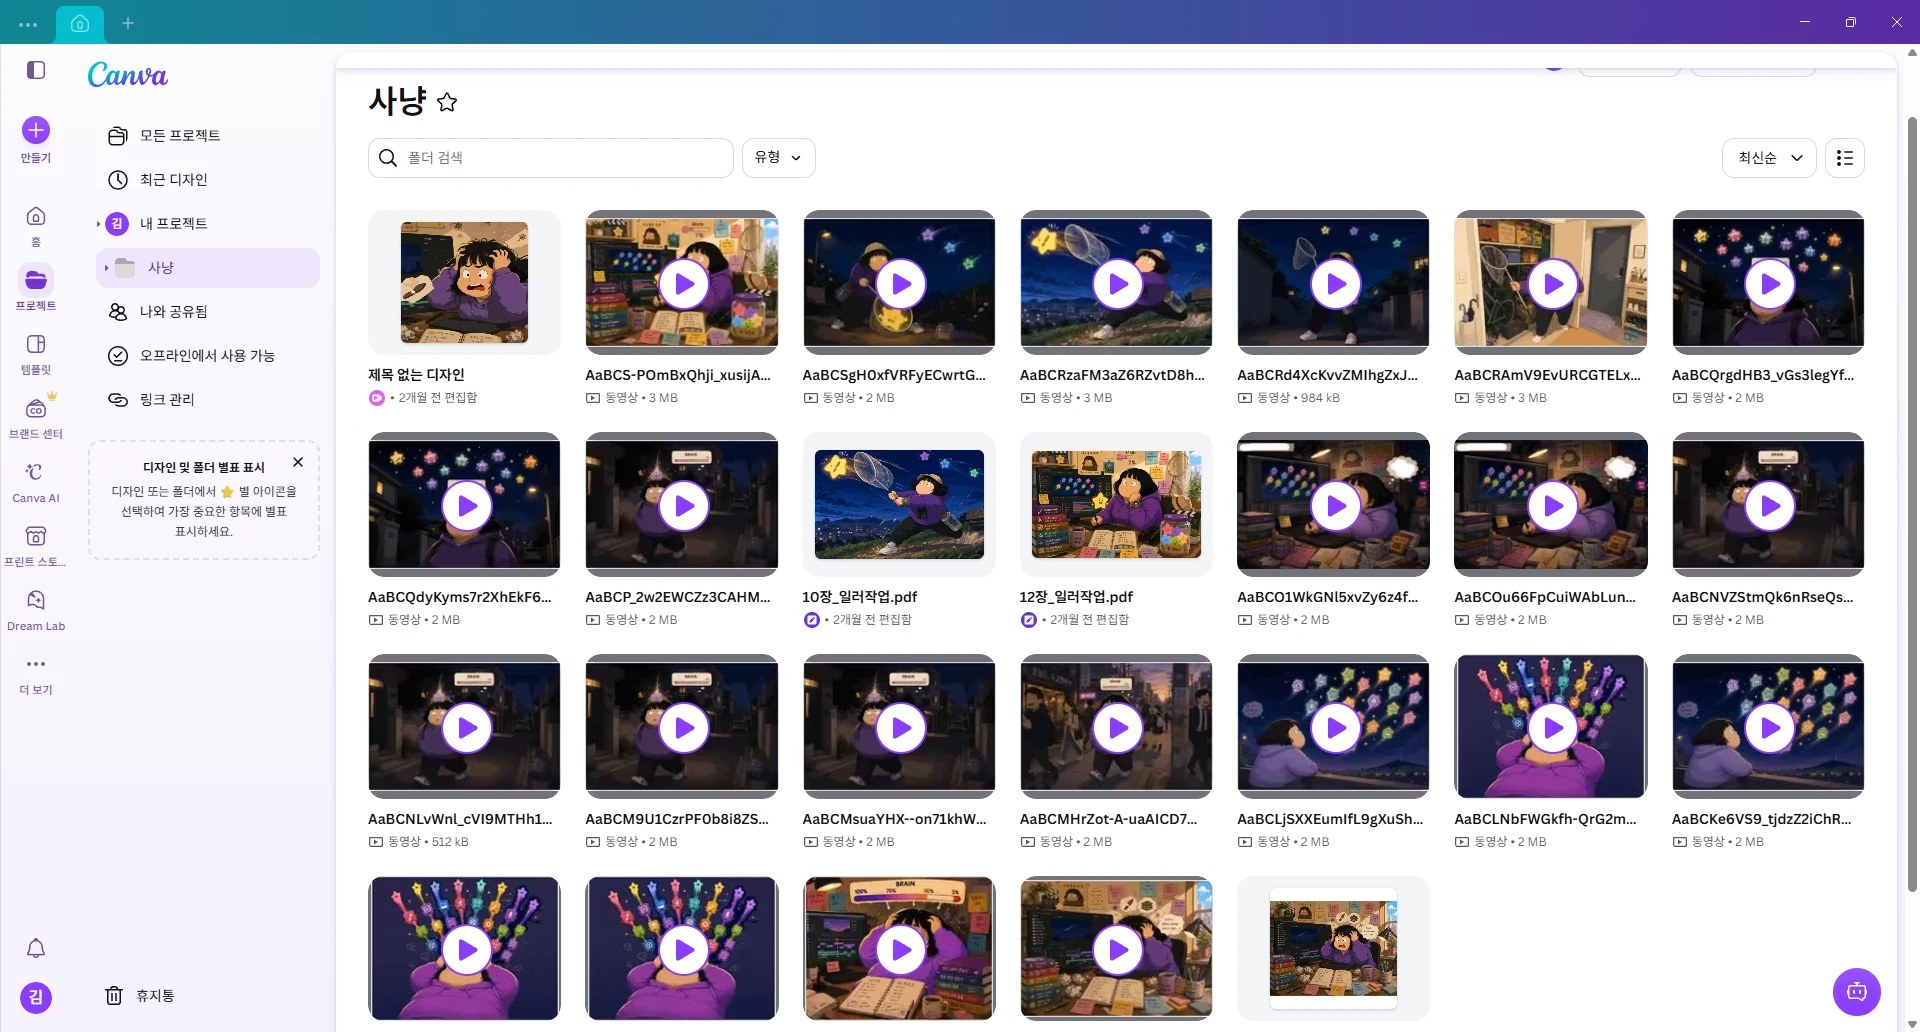 Canva
만들기
홈
프로젝트
템플릿
브랜드 센터
Canva AI
프린트 스토...
Dream Lab
더 보기
김
모든 프로젝트
최근 디자인
김 내 프로젝트
사냥
나와 공유됨
오프라인에서 사용 가능
링크 관리
디자인 및 폴더 별표 표시
디자인 또는 폴더에서 ⭐ 별 아이콘을
선택하여 가장 중요한 항목에 별표
표시하세요.
휴지통
사냥
폴더 검색
유형
최신순
제목 없는 디자인
• 2개월 전 편집함
AaBCS-POmBxQhji_xusijA...
동영상 • 3 MB
AaBCSgH0xfVRFyECwrtG...
동영상 • 2 MB
AaBCRzaFM3aZ6RZvtD8h...
동영상 • 3 MB
AaBCRd4XcKvvZMIhgZxJ...
동영상 • 984 kB
AaBCRAmV9EvURCGTELx...
동영상 • 3 MB
AaBCQrgdHB3_vGs3legYf...
동영상 • 2 MB
AaBCQdyKyms7r2XhEkF6...
동영상 • 2 MB
AaBCP_2w2EWCZz3CAHM...
동영상 • 2 MB
10장_일러작업.pdf
• 2개월 전 편집함
12장_일러작업.pdf
• 2개월 전 편집함
AaBCO1WkGNl5xvZy6z4f...
동영상 • 2 MB
AaBCOu66FpCuiWAbLun...
동영상 • 2 MB
AaBCNVZStmQk6nRseQs...
동영상 • 2 MB
AaBCNLvWnl_cVI9MTHh1...
동영상 • 512 kB
AaBCM9U1CzrPF0b8i8ZS...
동영상 • 2 MB
AaBCMsuaYHX--on71khW...
동영상 • 2 MB
AaBCMHrZot-A-uaAICD7...
동영상 • 2 MB
AaBCLjSXXEumIfL9gXuSh...
동영상 • 2 MB
AaBCLNbFWGkfh-QrG2m...
동영상 • 2 MB
AaBCKe6VS9_tjdzZ2iChR...
동영상 • 2 MB
BRAIN